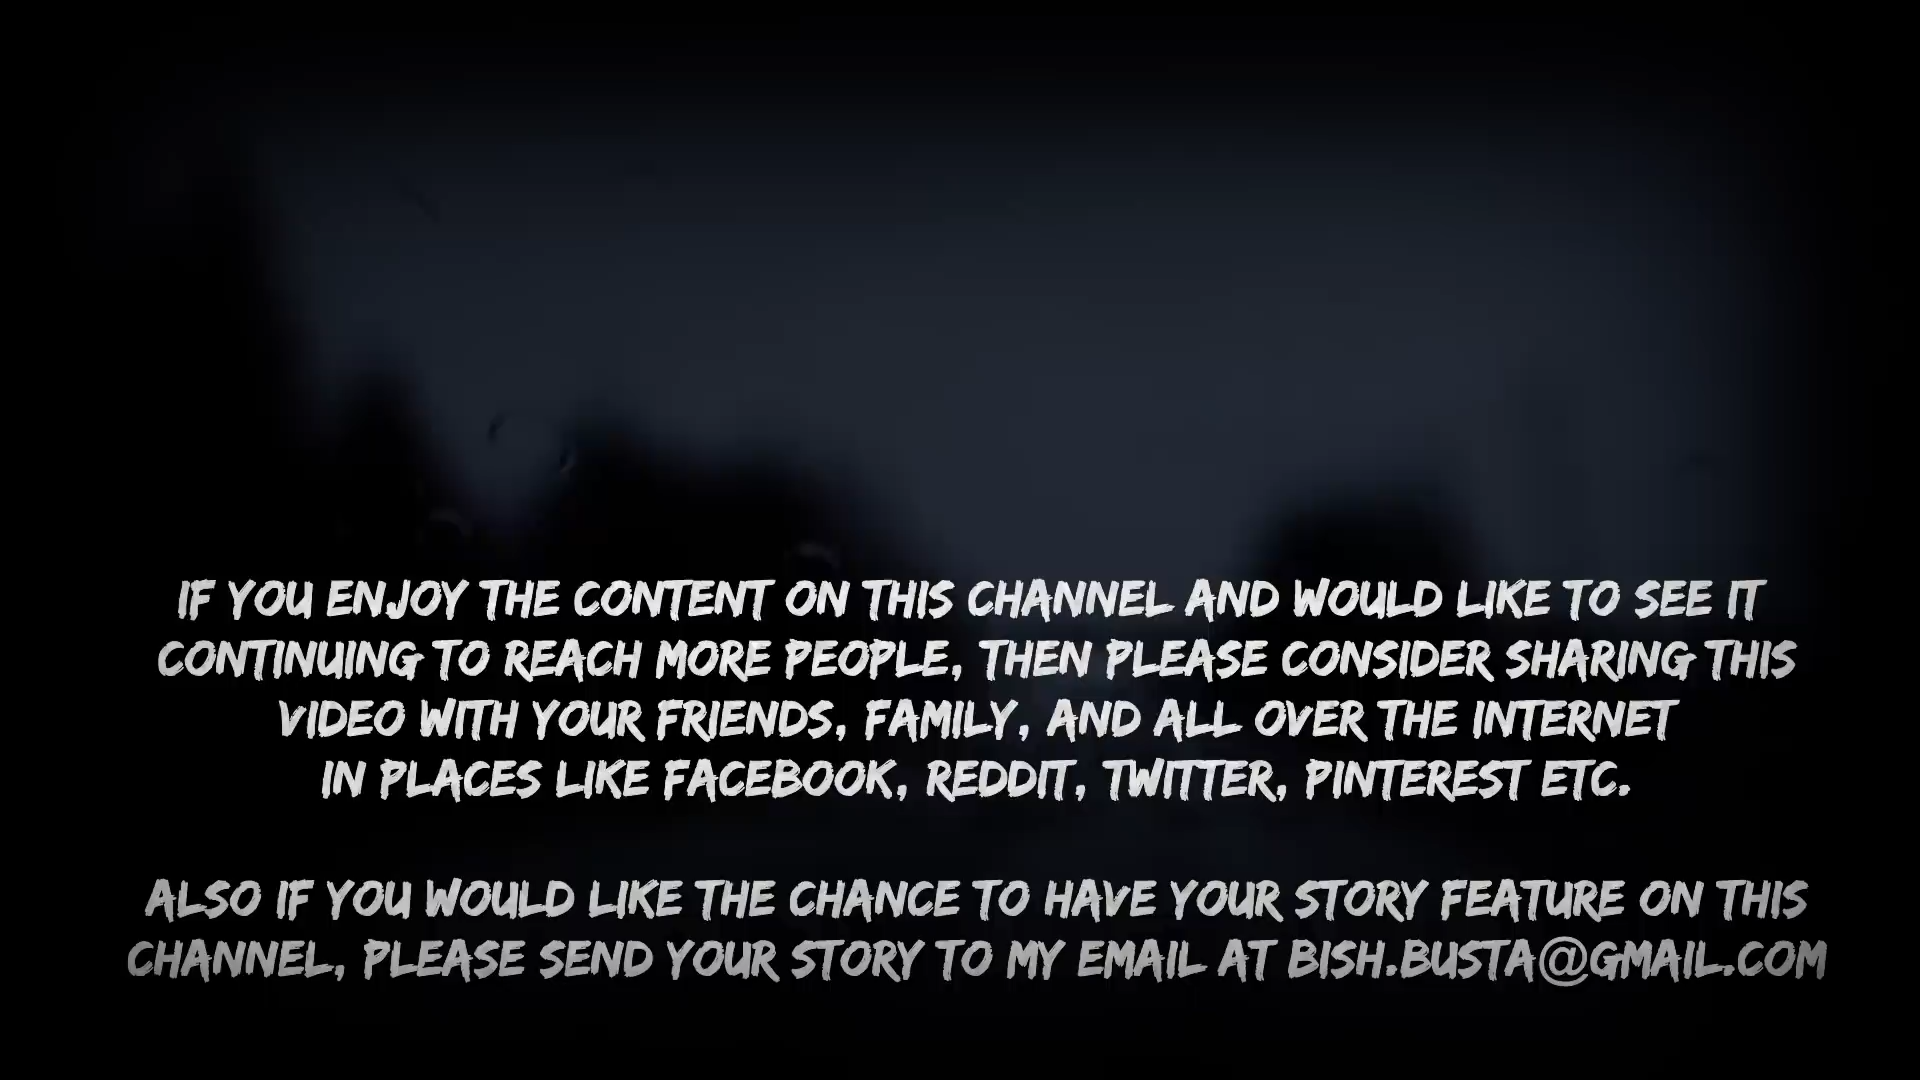 IF YOU ENJOY THE CONTENT ON THIS CHANNEL AND WOULD LIKE TO SEE IT
CONTINUING TO REACH MORE PEOPLE, THEN PLEASE CONSIDER SHARING THIS
VIDEO WITH YOUR FRIENDS, FAMILY, AND ALL OVER THE INTERNET
IN PLACES LIKE FACEBOOK, REDDIT, TWITTER, PINTEREST ETC.
ALSO IF YOU WOULD LIKE THE CHANCE TO HAVE YOUR STORY FEATURE ON THIS
CHANNEL, PLEASE SEND YOUR STORY TO MY EMAIL AT BISH.BUSTA@GMAIL.COM